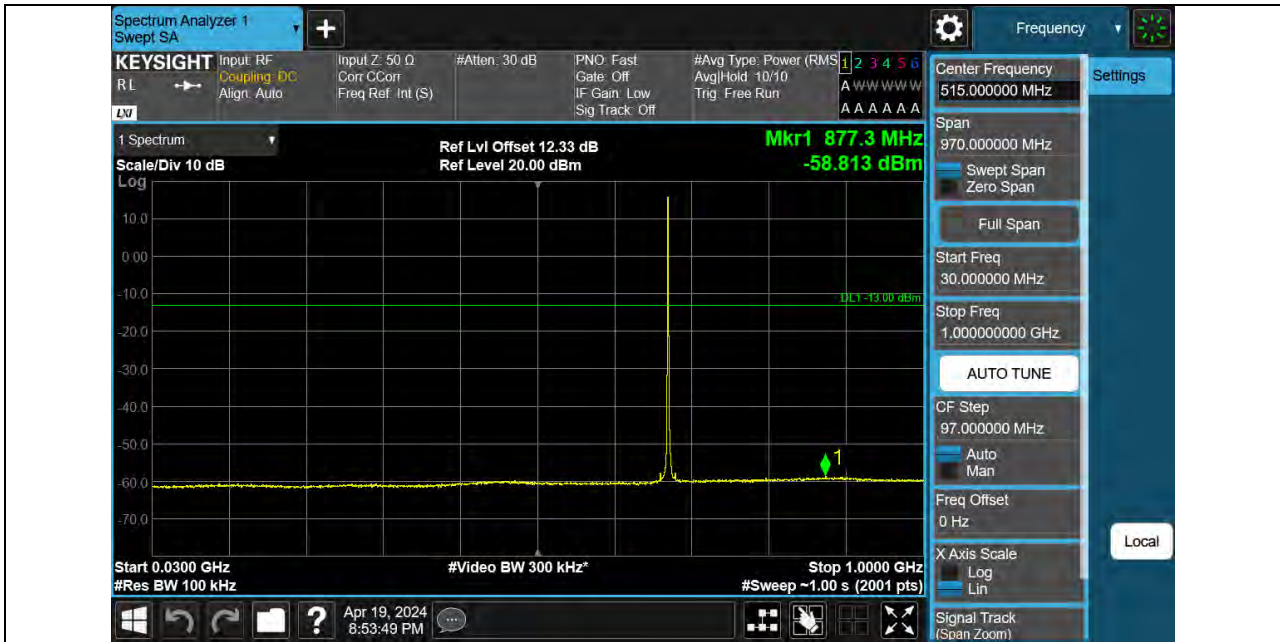 Spectrum Analyzer 1
Swept SA
+
Frequency
KEYSIGHT
RL
LXI
Input: RF
Coupling: DC
Align: Auto
Input Z: 50 Ω
Corr CCorr
Freq Ref: Int (S)
#Atten: 30 dB
PNO: Fast
Gate: Off
IF Gain: Low
Sig Track: Off
#Avg Type: Power (RMS
Avg|Hold: 10/10
Trig: Free Run
1 2 3 4 5 6
A W W W W W
A A A A A A
1 Spectrum
Scale/Div 10 dB
Ref Lvl Offset 12.33 dB
Ref Level 20.00 dBm
Mkr1 877.3 MHz
-58.813 dBm
Log
10.0
0.00
-10.0
-20.0
-30.0
-40.0
-50.0
-60.0
-70.0
DL1 -13.00 dBm
1
Start 0.0300 GHz
#Res BW 100 kHz
#Video BW 300 kHz*
Stop 1.0000 GHz
#Sweep ~1.00 s (2001 pts)
?
Apr 19, 2024
8:53:49 PM
Center Frequency
515.000000 MHz
Span
970.000000 MHz
Swept Span
Zero Span
Full Span
Start Freq
30.000000 MHz
Stop Freq
1.000000000 GHz
AUTO TUNE
CF Step
97.000000 MHz
Auto
Man
Freq Offset
0 Hz
X Axis Scale
Log
Lin
Signal Track
(Span Zoom)
Settings
Local